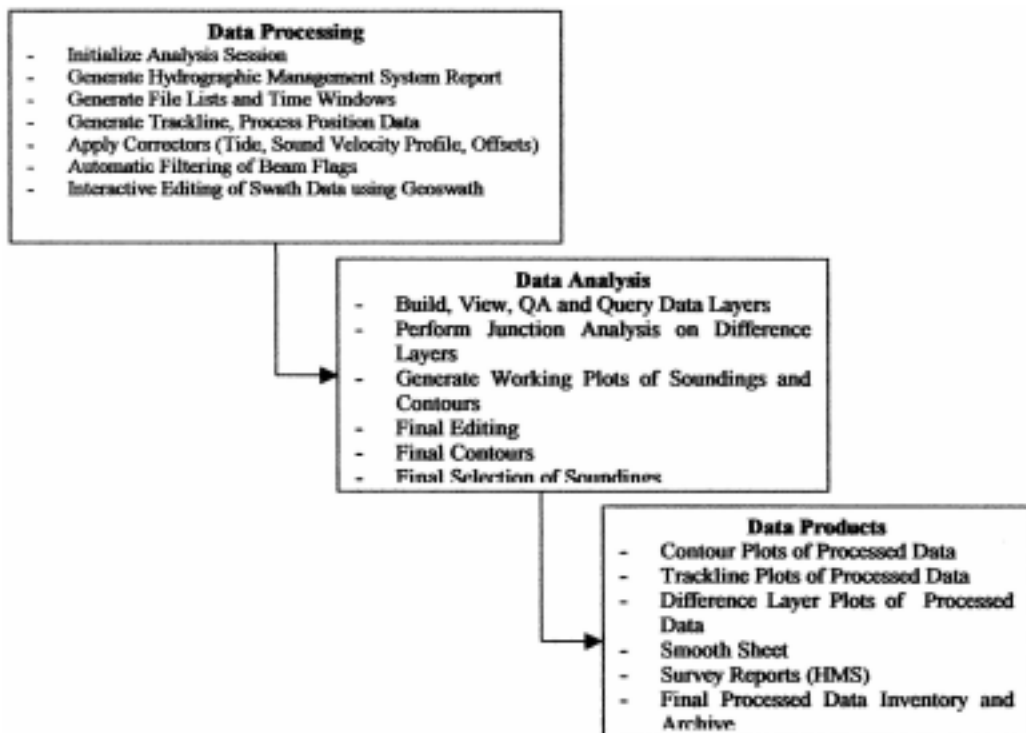 Data Processing
- Initialize Analysis Session
- Generate Hydrographic Management System Report
- Generate File Lists and Time Windows
- Generate Trackline, Process Position Data
- Apply Correctors (Tide, Sound Velocity Profile, Offsets)
- Automatic Filtering of Beam Flags
- Interactive Editing of Swath Data using Geoswath
Data Analysis
- Build, View, QA and Query Data Layers
- Perform Junction Analysis on Difference
Layers
- Generate Working Plots of Soundings and
Contours
- Final Editing
- Final Contours
- Final Selection of Soundings
Data Products
- Contour Plots of Processed Data
- Trackline Plots of Processed Data
- Difference Layer Plots of Processed
Data
- Smooth Sheet
- Survey Reports (HMS)
- Final Processed Data Inventory and
Archive